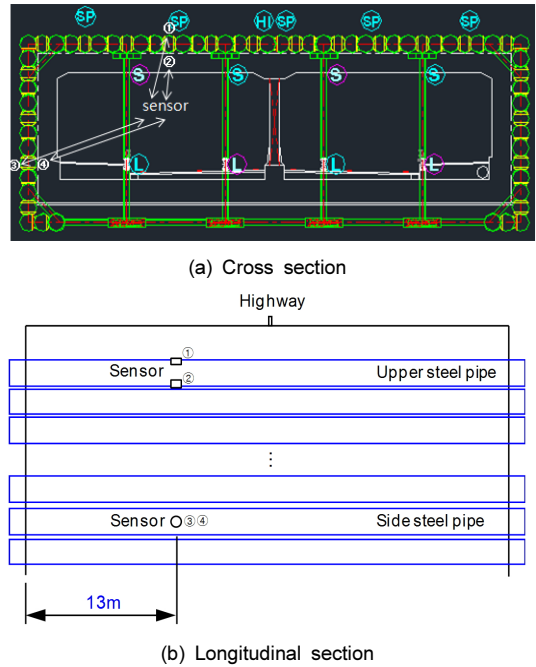 SP SP HI SP SP SP
①
②
S S S S
sensor
③ ④
L L L L
(a) Cross section
Highway
Sensor ① Upper steel pipe
②
⋮
Sensor ③④ Side steel pipe
13m
(b) Longitudinal section